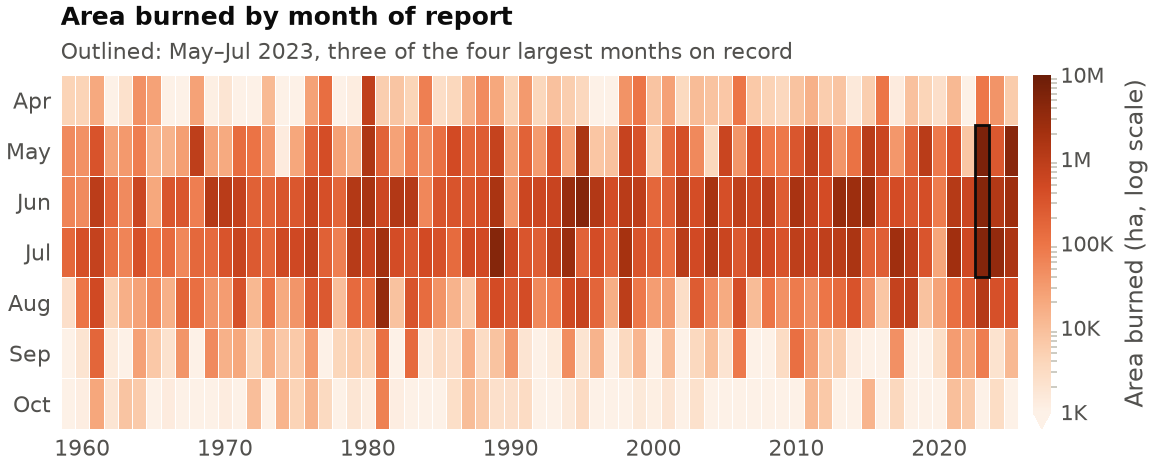 Area burned by month of report
Outlined: May–Jul 2023, three of the four largest months on record
Apr
May
Jun
Jul
Aug
Sep
Oct
1960 1970 1980 1990 2000 2010 2020
10M
1M
100K
10K
1K
Area burned (ha, log scale)